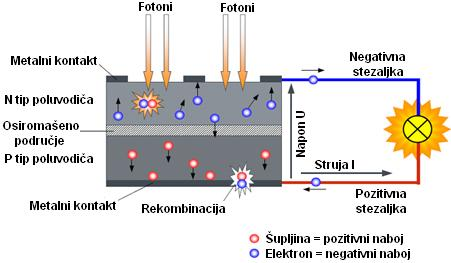 Fotoni
Fotoni
Metalni kontakt
N tip poluvodiča
Osiromašeno
područje
P tip poluvodiča
Metalni kontakt
Rekombinacija
Napon U
Struja I
Negativna
stezaljka
Pozitivna
stezaljka
Šupljina = pozitivni naboj
Elektron = negativni naboj